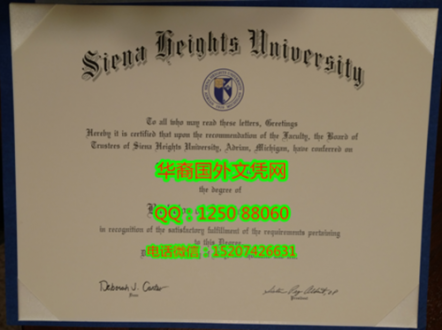 Siena Heights University
To all who may read these letters, Greetings
Hereby it is certified that upon the recommendation of the Faculty, the Board of
Trustees of Siena Heights University, Adrian, Michigan, have conferred on
华裔国外文凭网
the degree of
QQ：1250 88060
in recognition of the satisfactory fulfillment of the requirements pertaining
to this Degree
电话微信：15207426631